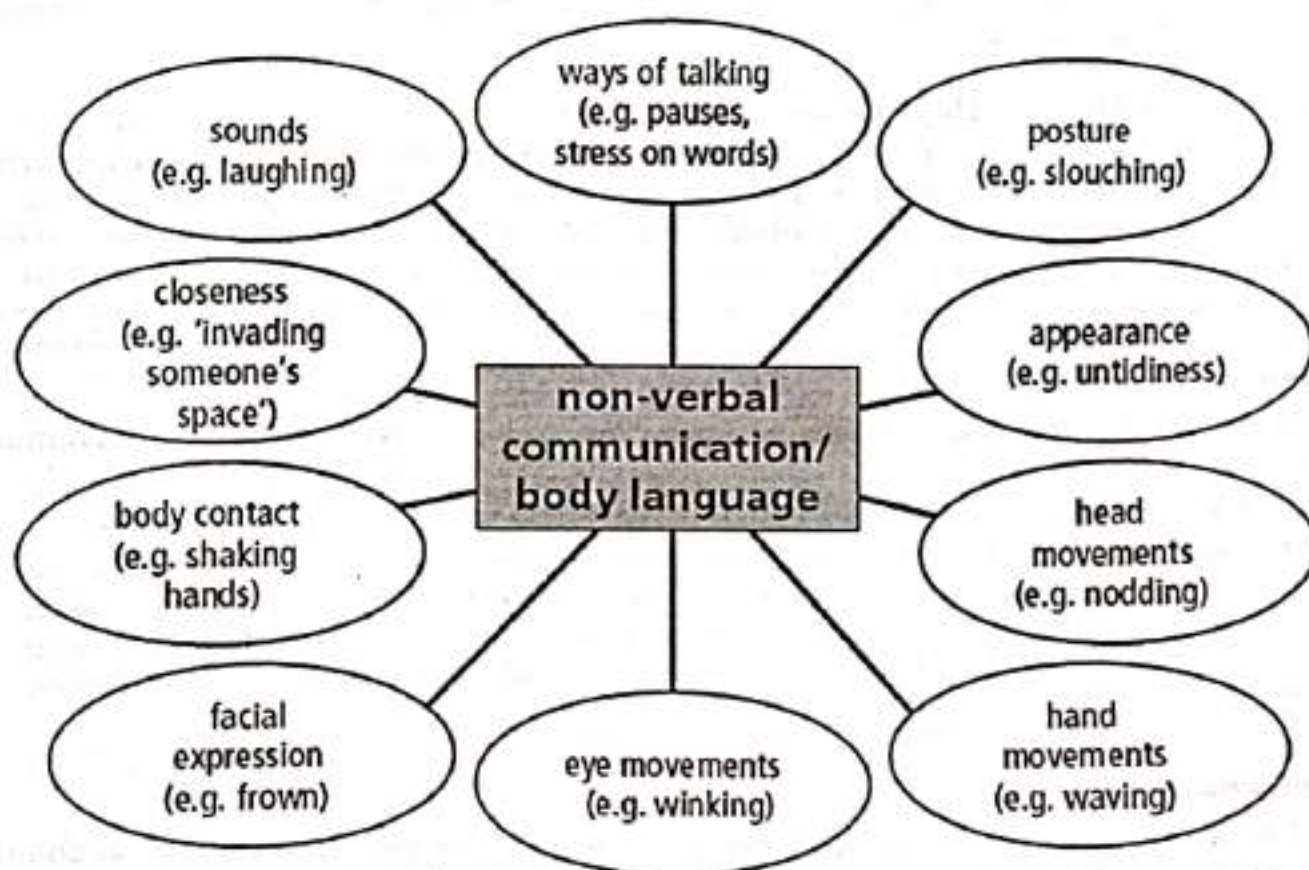 ways of talking
(e.g. pauses,
stress on words)
sounds
(e.g. laughing)
posture
(e.g. slouching)
closeness
(e.g. 'invading
someone's
space')
appearance
(e.g. untidiness)
non-verbal
communication/
body language
body contact
(e.g. shaking
hands)
head
movements
(e.g. nodding)
facial
expression
(e.g. frown)
eye movements
(e.g. winking)
hand
movements
(e.g. waving)